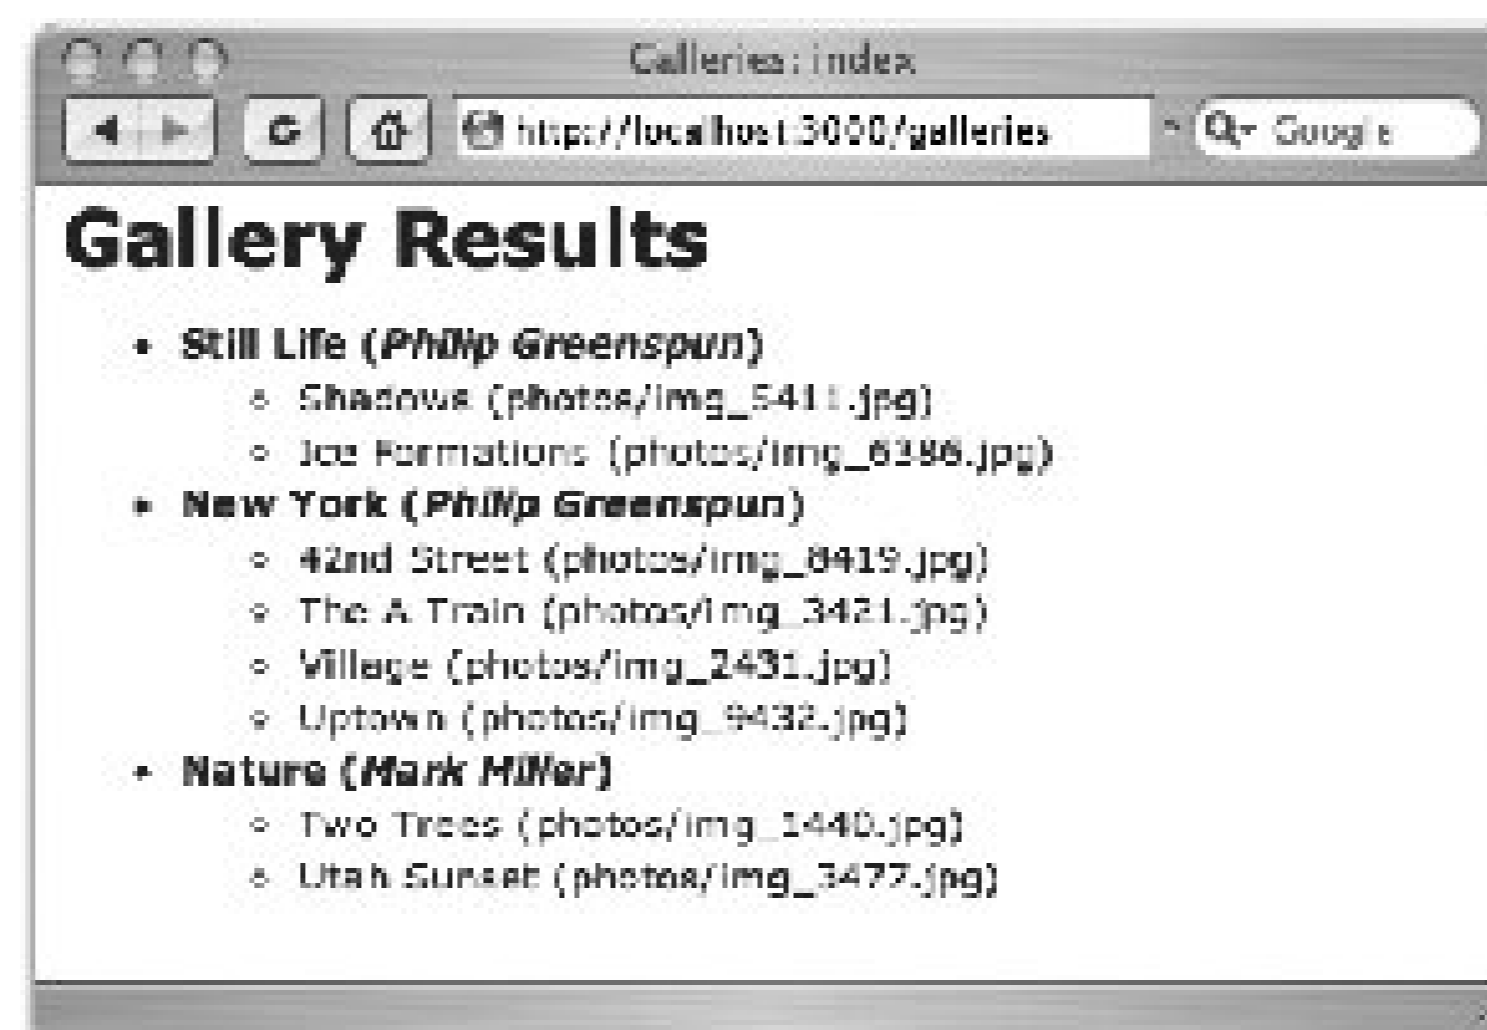 Galleries: index
http://localhost:3000/galleries
Google
Gallery Results
• Still Life (Philip Greenspun)
◦ Shadows (photos/img_5411.jpg)
◦ Ice Formations (photos/img_6386.jpg)
• New York (Philip Greenspun)
◦ 42nd Street (photos/img_8419.jpg)
◦ The A Train (photos/img_3421.jpg)
◦ Village (photos/img_2431.jpg)
◦ Uptown (photos/img_9432.jpg)
• Nature (Mark Miller)
◦ Two Trees (photos/img_1440.jpg)
◦ Utah Sunset (photos/img_3477.jpg)